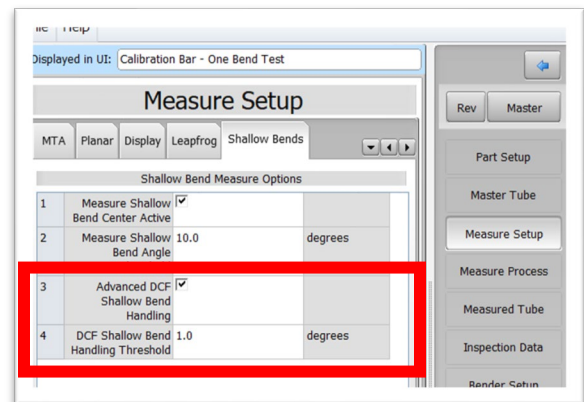 Help
Displayed in UI: Calibration Bar - One Bend Test
Measure Setup
MTA Planar Display Leapfrog Shallow Bends
Shallow Bend Measure Options
1 Measure Shallow
Bend Center Active
2 Measure Shallow 10.0 degrees
Bend Angle
3 Advanced DCF
Shallow Bend
Handling
4 DCF Shallow Bend 1.0 degrees
Handling Threshold
Rev Master
Part Setup
Master Tube
Measure Setup
Measure Process
Measured Tube
Inspection Data
Bender Setup